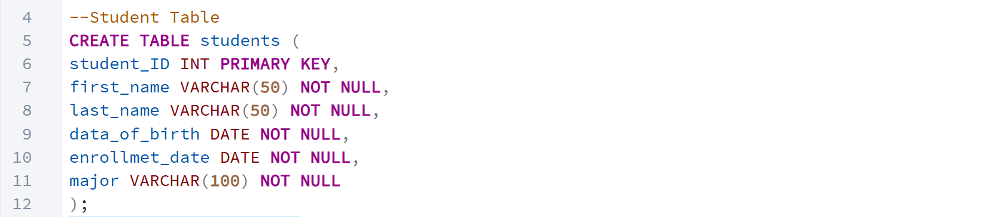 4 --Student Table
5 CREATE TABLE students (
6 student_ID INT PRIMARY KEY,
7 first_name VARCHAR(50) NOT NULL,
8 last_name VARCHAR(50) NOT NULL,
9 data_of_birth DATE NOT NULL,
10 enrollmet_date DATE NOT NULL,
11 major VARCHAR(100) NOT NULL
12 );